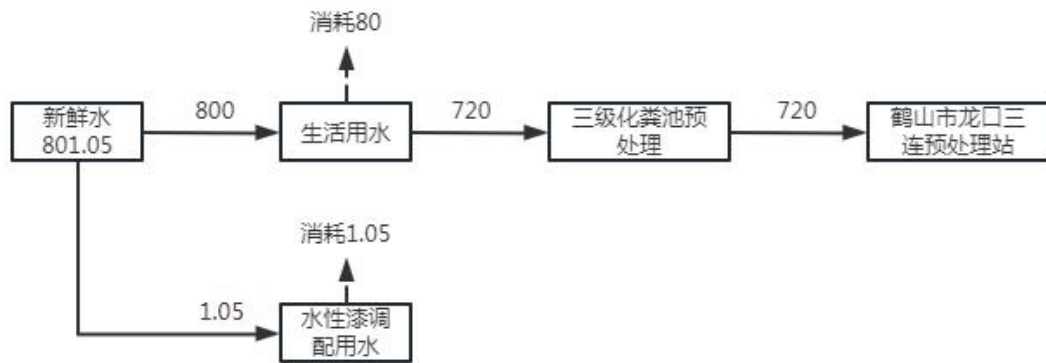 消耗80
新鲜水
801.05
800
生活用水
720
三级化粪池预
处理
720
鹤山市龙口三
连预处理站
消耗1.05
1.05
水性漆调
配用水